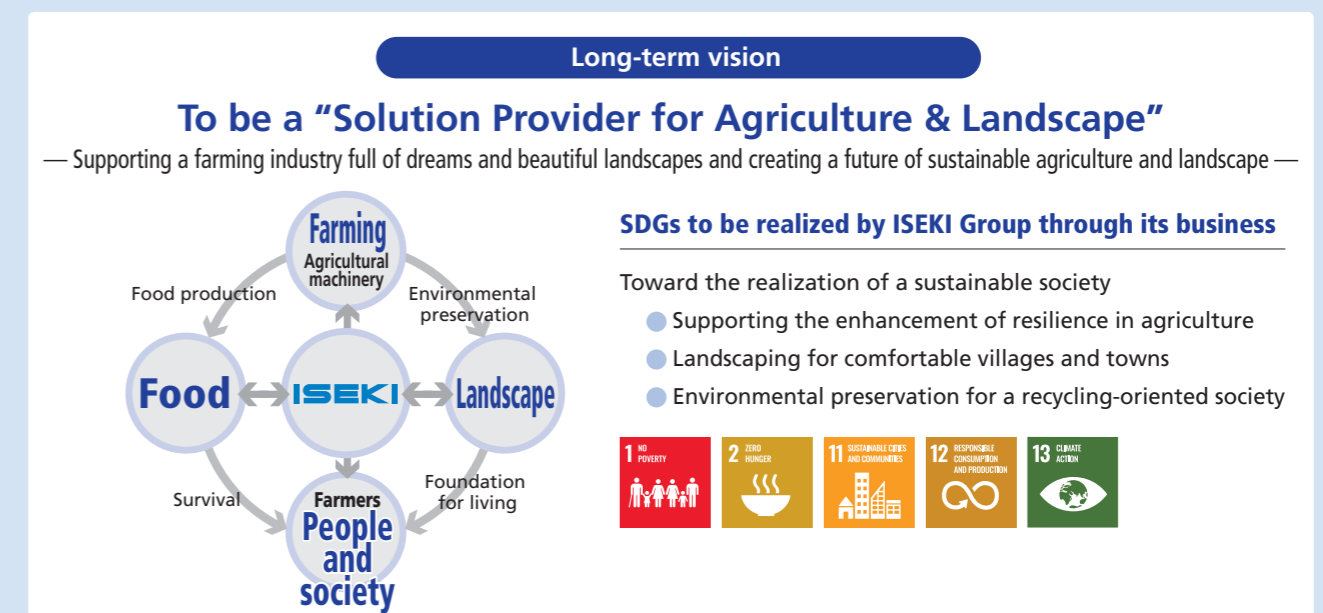 Long-term vision
To be a “Solution Provider for Agriculture & Landscape”
— Supporting a farming industry full of dreams and beautiful landscapes and creating a future of sustainable agriculture and landscape —
Farming
Agricultural
machinery
Food production
Environmental
preservation
Food
ISEKI
Landscape
Survival
Foundation
for living
Farmers
People
and
society
SDGs to be realized by ISEKI Group through its business
Toward the realization of a sustainable society
Supporting the enhancement of resilience in agriculture
Landscaping for comfortable villages and towns
Environmental preservation for a recycling-oriented society
1 NO
POVERTY
2 ZERO
HUNGER
11 SUSTAINABLE CITIES
AND COMMUNITIES
12 RESPONSIBLE
CONSUMPTION
AND PRODUCTION
13 CLIMATE
ACTION